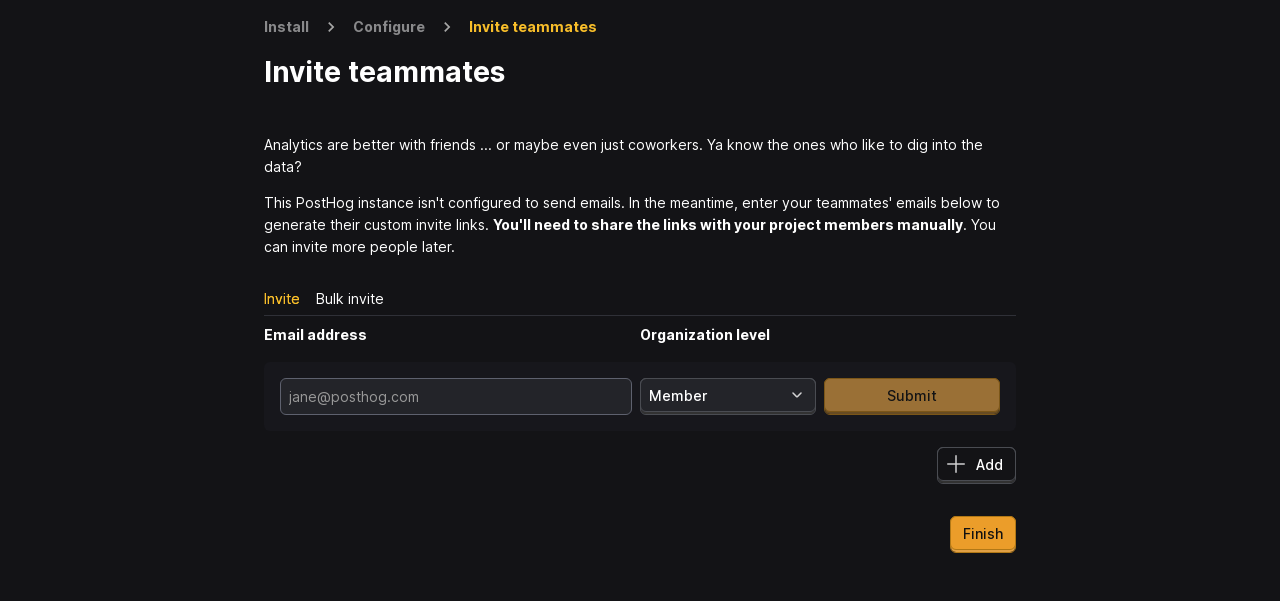 Install > Configure > Invite teammates
Invite teammates
Analytics are better with friends ... or maybe even just coworkers. Ya know the ones who like to dig into the
data?
This PostHog instance isn't configured to send emails. In the meantime, enter your teammates' emails below to
generate their custom invite links. You'll need to share the links with your project members manually. You
can invite more people later.
Invite Bulk invite
Email address Organization level
jane@posthog.com Member Submit
Add
Finish